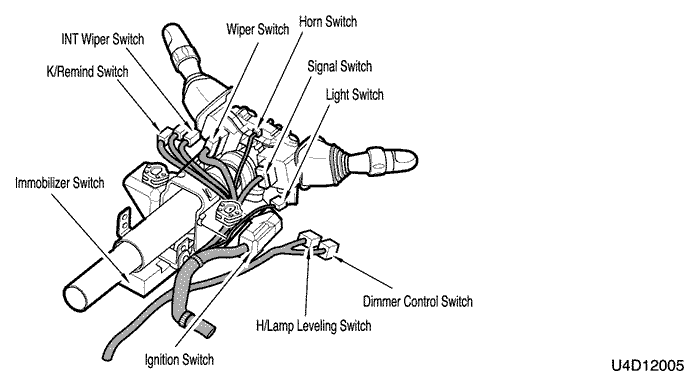 Horn Switch
Wiper Switch
INT Wiper Switch
Signal Switch
K/Remind Switch
Light Switch
Immobilizer Switch
Dimmer Control Switch
H/Lamp Leveling Switch
Ignition Switch
U4D12005